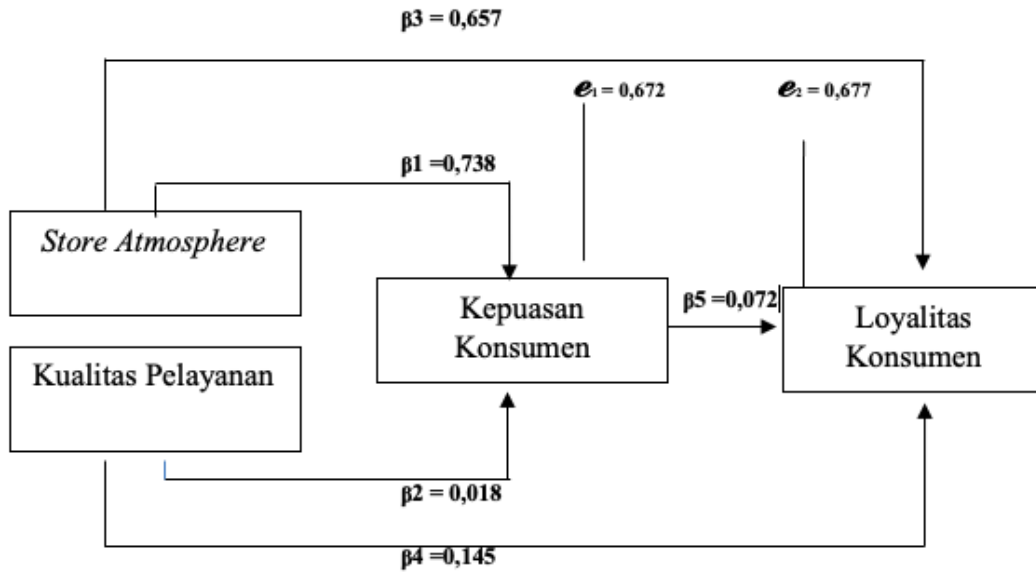 β3 = 0,657
e₁ = 0,672
e₂ = 0,677
β1 =0,738
Store Atmosphere
Kepuasan
Konsumen
β5 =0,072
Loyalitas
Konsumen
Kualitas Pelayanan
β2 = 0,018
β4 =0,145